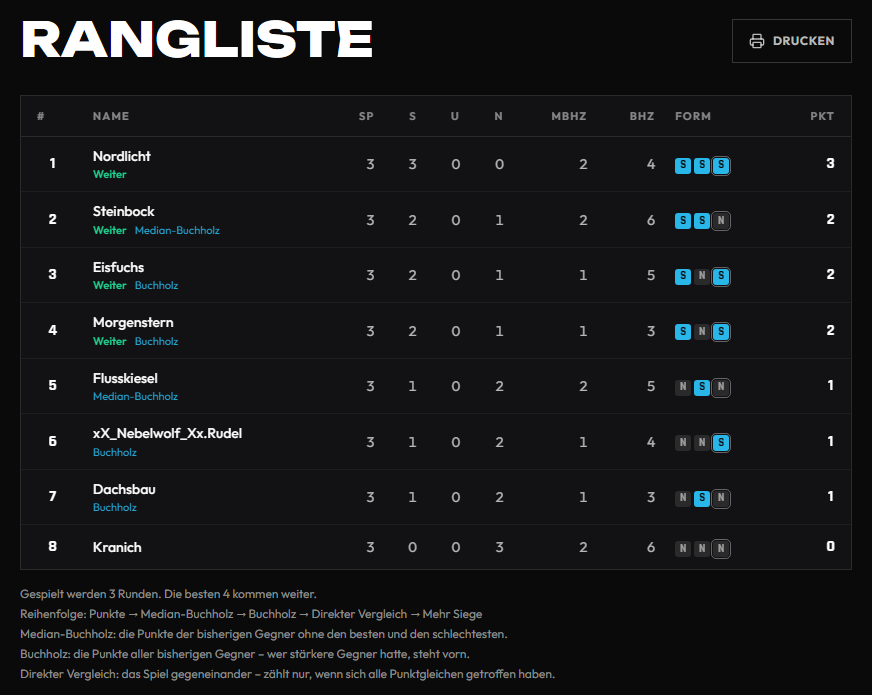 RANGLISTE
DRUCKEN
# NAME SP S U N MBHZ BHZ FORM PKT
1 Nordlicht 3 3 0 0 2 4 S S S 3
Weiter
2 Steinbock 3 2 0 1 2 6 S S N 2
Weiter Median-Buchholz
3 Eisfuchs 3 2 0 1 1 5 S N S 2
Weiter Buchholz
4 Morgenstern 3 2 0 1 1 3 S N S 2
Weiter Buchholz
5 Flusskiesel 3 1 0 2 2 5 N S N 1
Median-Buchholz
6 xX_Nebelwolf_Xx.Rudel 3 1 0 2 1 4 N N S 1
Buchholz
7 Dachsbau 3 1 0 2 1 3 N S N 1
Buchholz
8 Kranich 3 0 0 3 2 6 N N N 0
Gespielt werden 3 Runden. Die besten 4 kommen weiter.
Reihenfolge: Punkte → Median-Buchholz → Buchholz → Direkter Vergleich → Mehr Siege
Median-Buchholz: die Punkte der bisherigen Gegner ohne den besten und den schlechtesten.
Buchholz: die Punkte aller bisherigen Gegner – wer stärkere Gegner hatte, steht vorn.
Direkter Vergleich: das Spiel gegeneinander – zählt nur, wenn sich alle Punktgleichen getroffen haben.